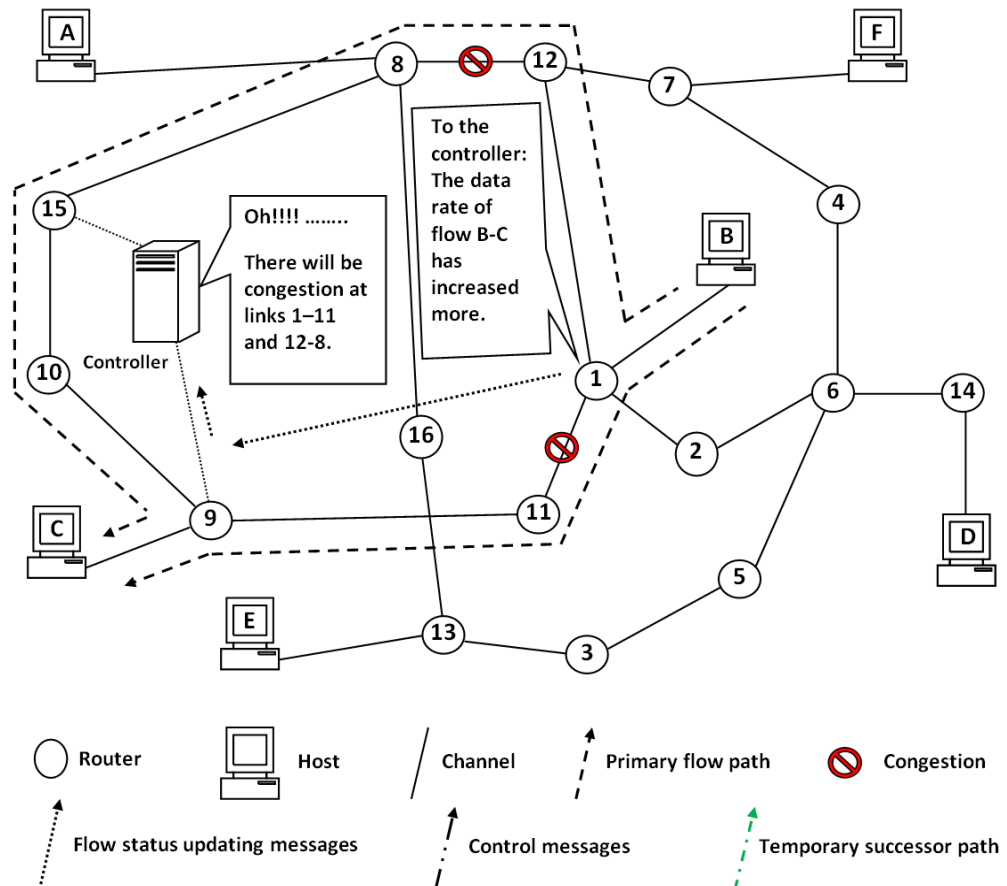 A
F
8
12
7
To the
controller:
The data
rate of
flow B-C
has
increased
more.
15
4
B
Oh!!!! ........
There will be
congestion at
links 1–11
and 12-8.
Controller
10
1
6
14
16
2
C
9
11
D
5
E
13
3
Router
Host
Channel
Primary flow path
Congestion
Flow status updating messages
Control messages
Temporary successor path